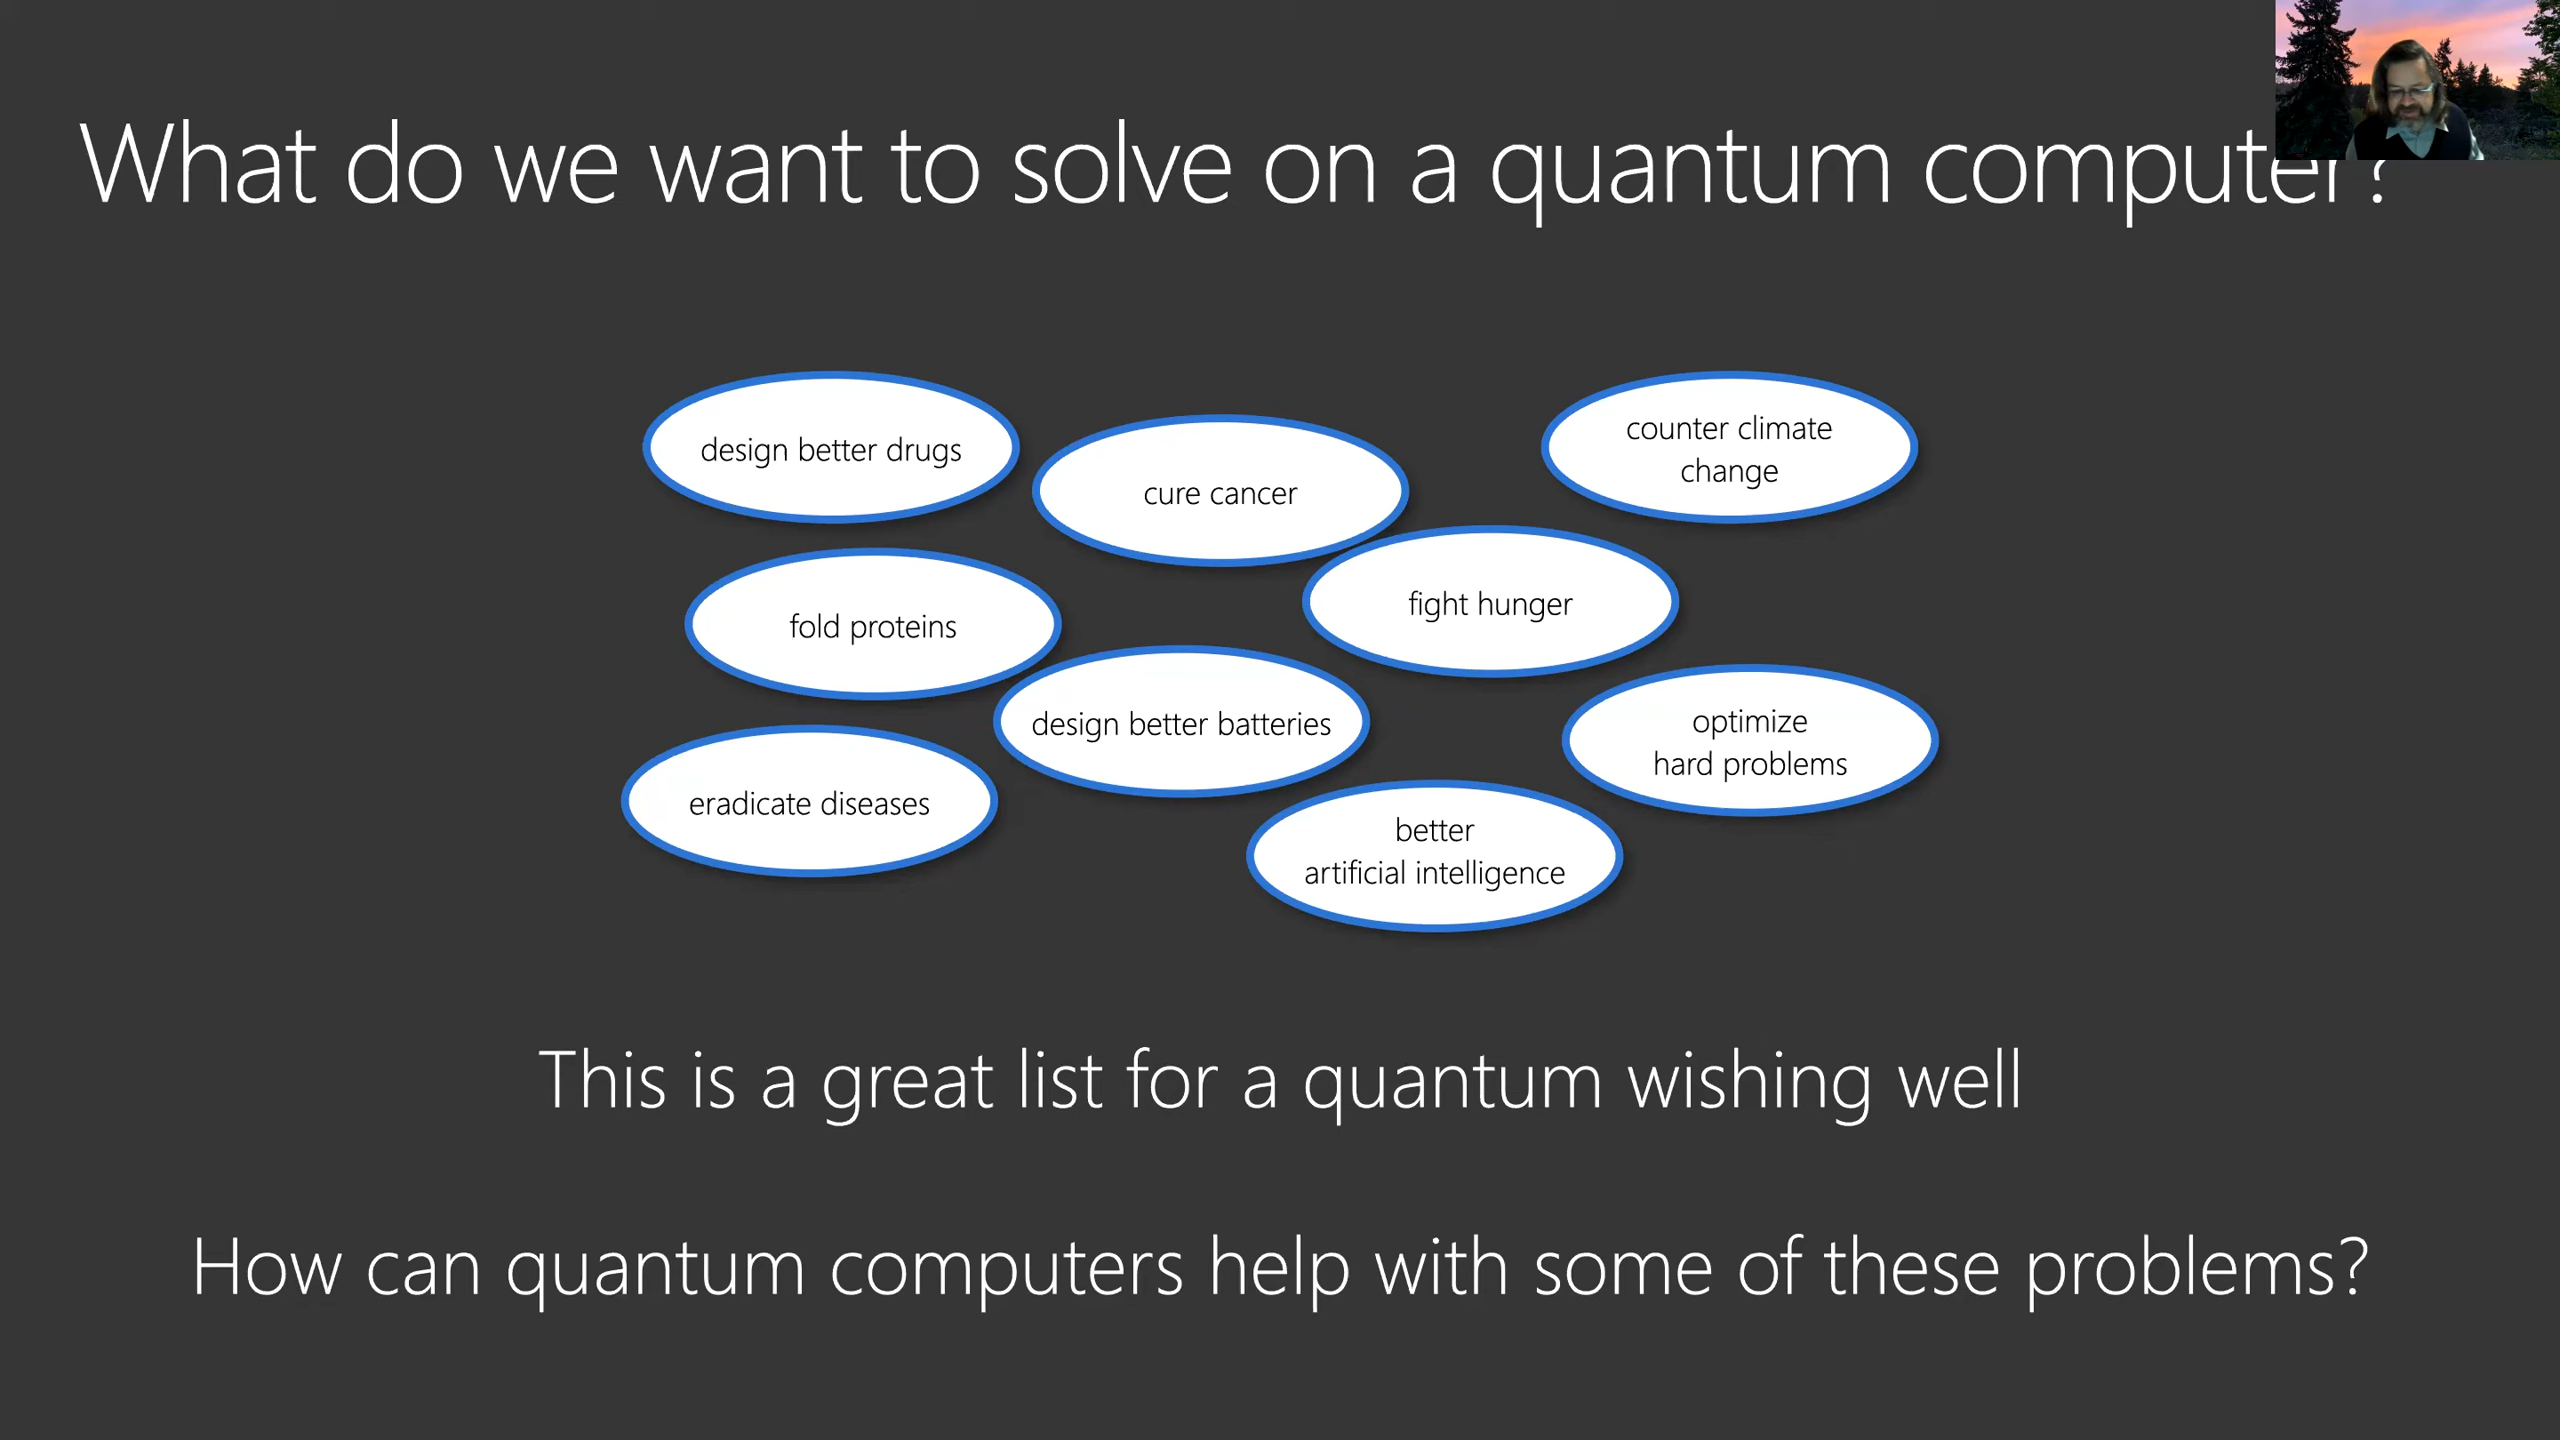 What do we want to solve on a quantum computer?
design better drugs
cure cancer
counter climate
change
fold proteins
fight hunger
design better batteries
optimize
hard problems
eradicate diseases
better
artificial intelligence
This is a great list for a quantum wishing well
How can quantum computers help with some of these problems?